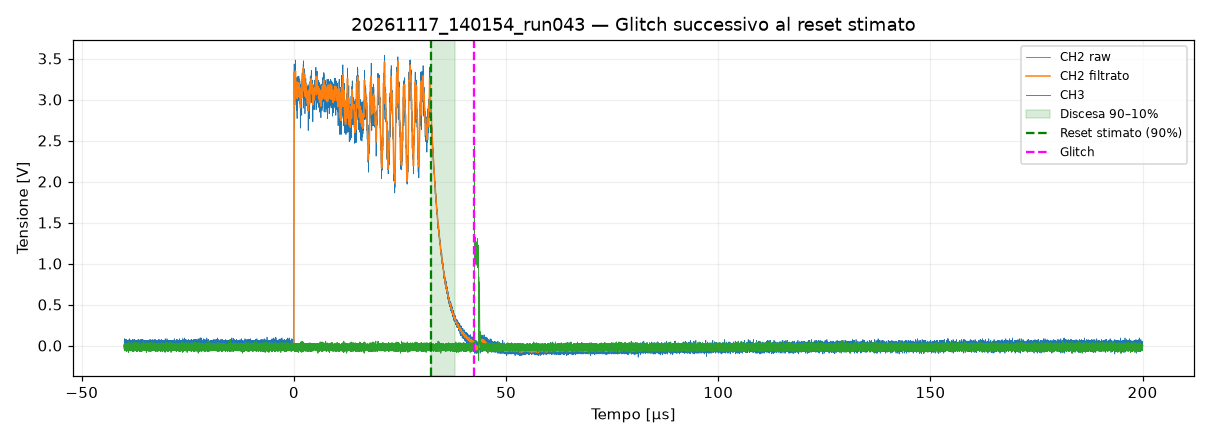 20261117_140154_run043 — Glitch successivo al reset stimato
Tensione [V]
3.5
3.0
2.5
2.0
1.5
1.0
0.5
0.0
−50
0
50
100
150
200
Tempo [µs]
CH2 raw
CH2 filtrato
CH3
Discesa 90–10%
Reset stimato (90%)
Glitch